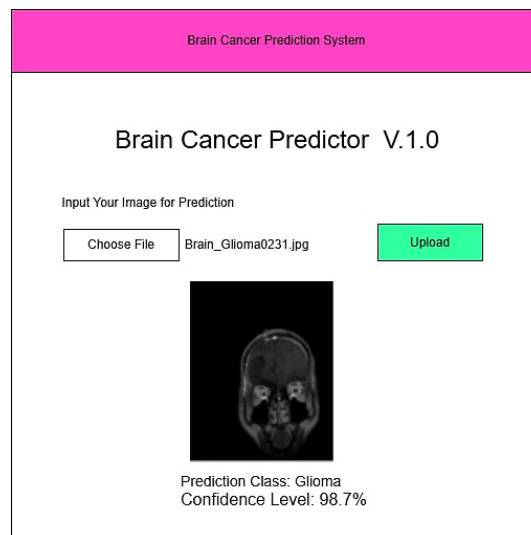 Brain Cancer Prediction System
Brain Cancer Predictor V.1.0
Input Your Image for Prediction
Choose File Brain_Glioma0231.jpg Upload
Prediction Class: Glioma
Confidence Level: 98.7%